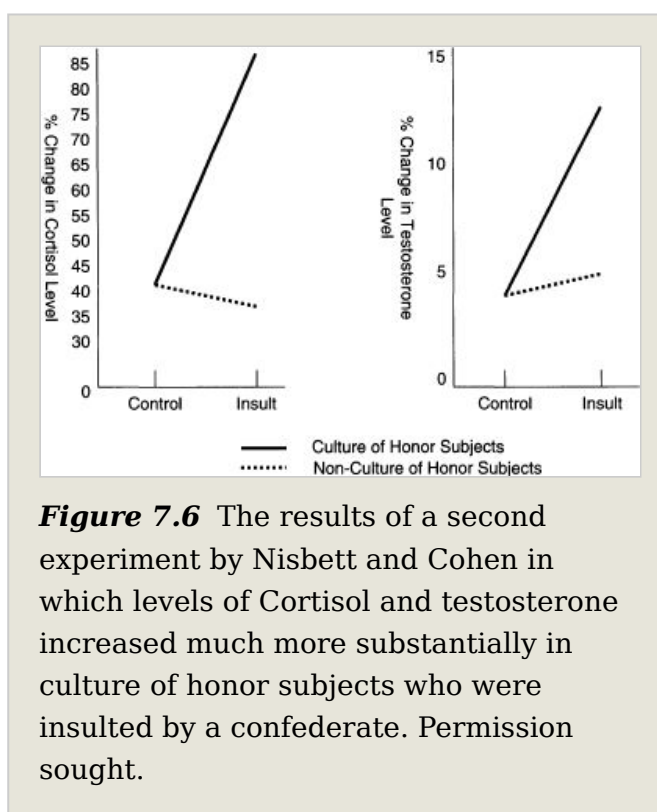 % Change in Cortisol Level
85
80
75
70
65
60
55
50
45
40
35
30
0
Control Insult
% Change in Testosterone
Level
15
10
5
0
Control Insult
Culture of Honor Subjects
Non-Culture of Honor Subjects
Figure 7.6 The results of a second
experiment by Nisbett and Cohen in
which levels of Cortisol and testosterone
increased much more substantially in
culture of honor subjects who were
insulted by a confederate. Permission
sought.